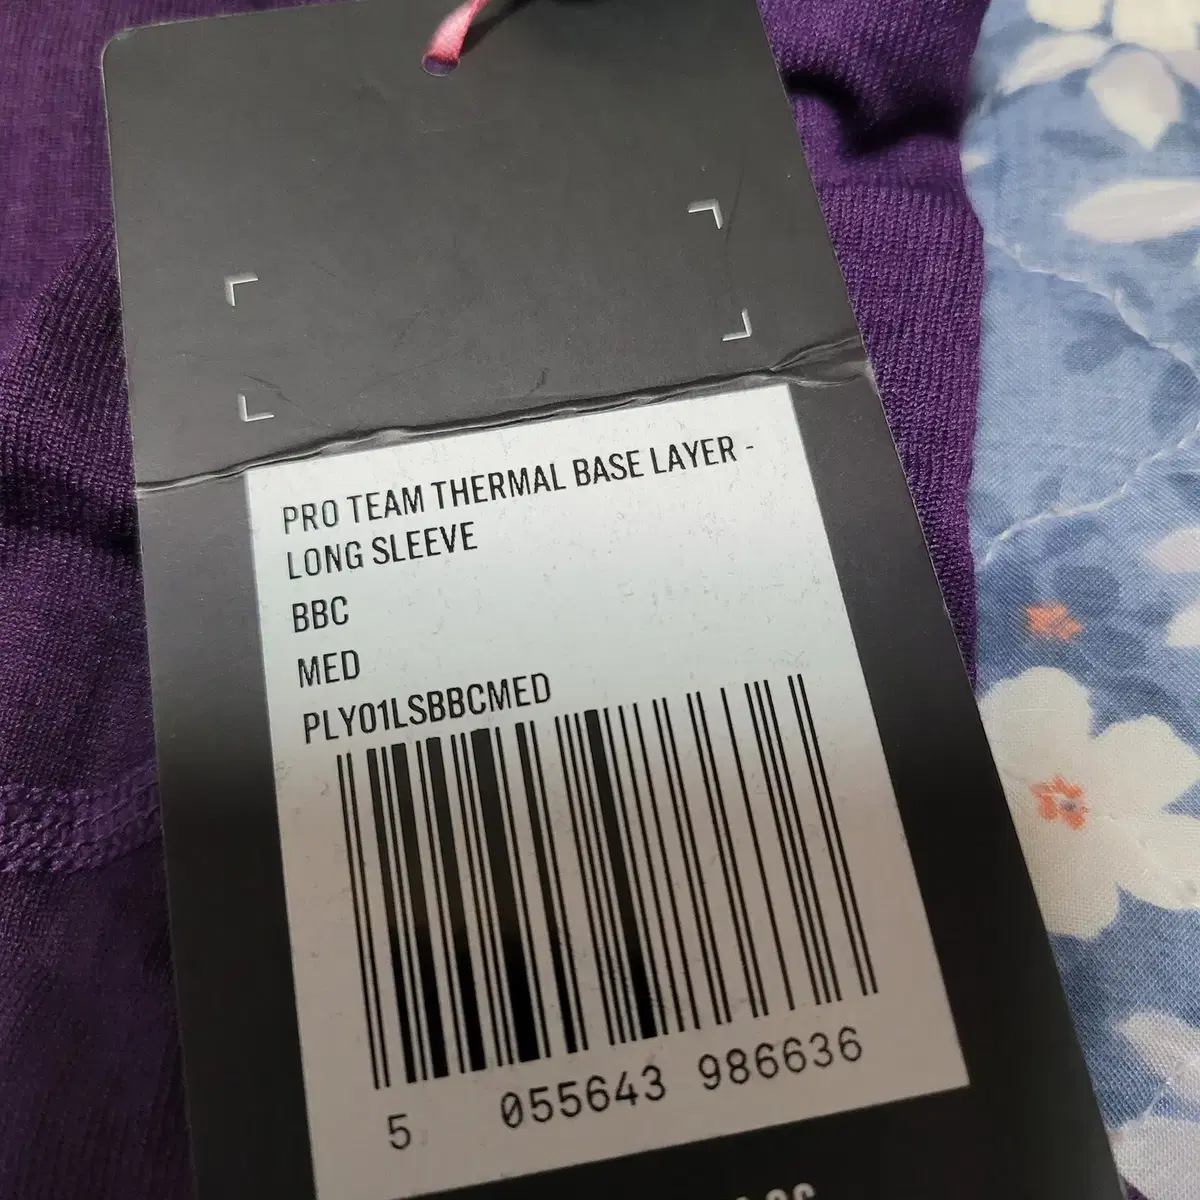 PRO TEAM THERMAL BASE LAYER -
LONG SLEEVE
BBC
MED
PLY01LSBBCMED
5 055643 986636